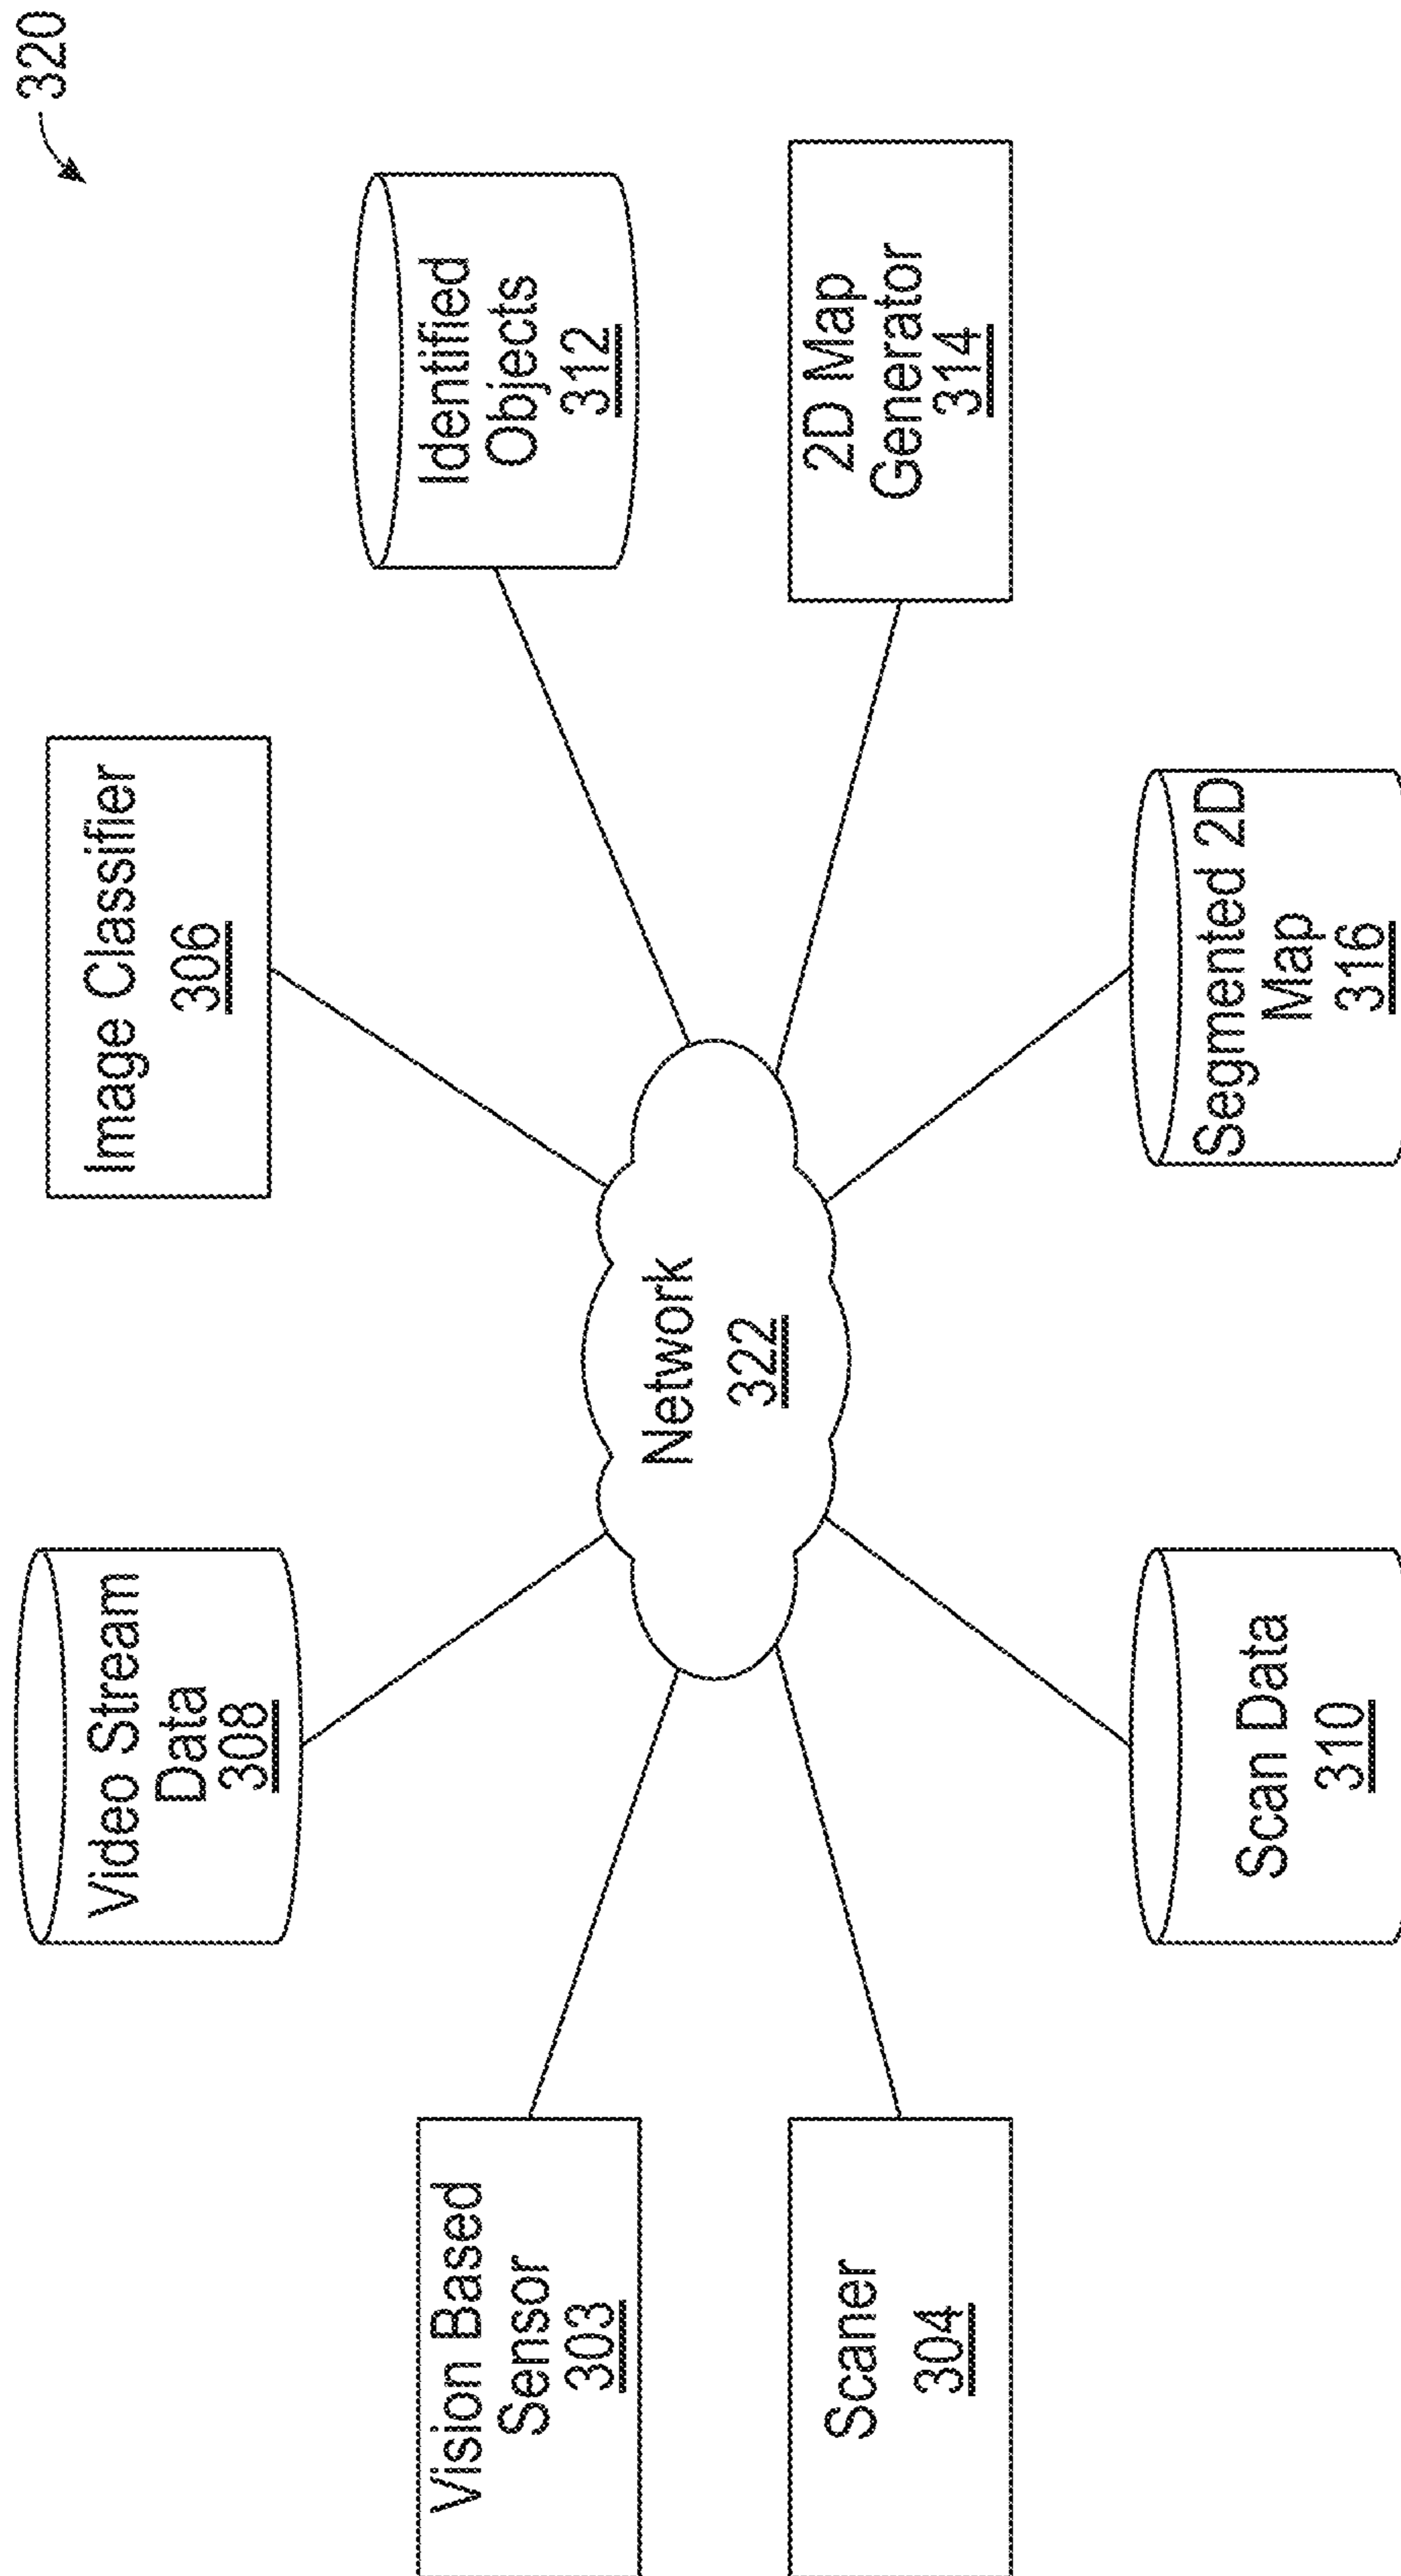 320
Video Stream
Data
308
Image Classifier
306
Vision Based
Sensor
303
Identified
Objects
312
Network
322
Scaner
304
2D Map
Generator
314
Scan Data
310
Segmented 2D
Map
316